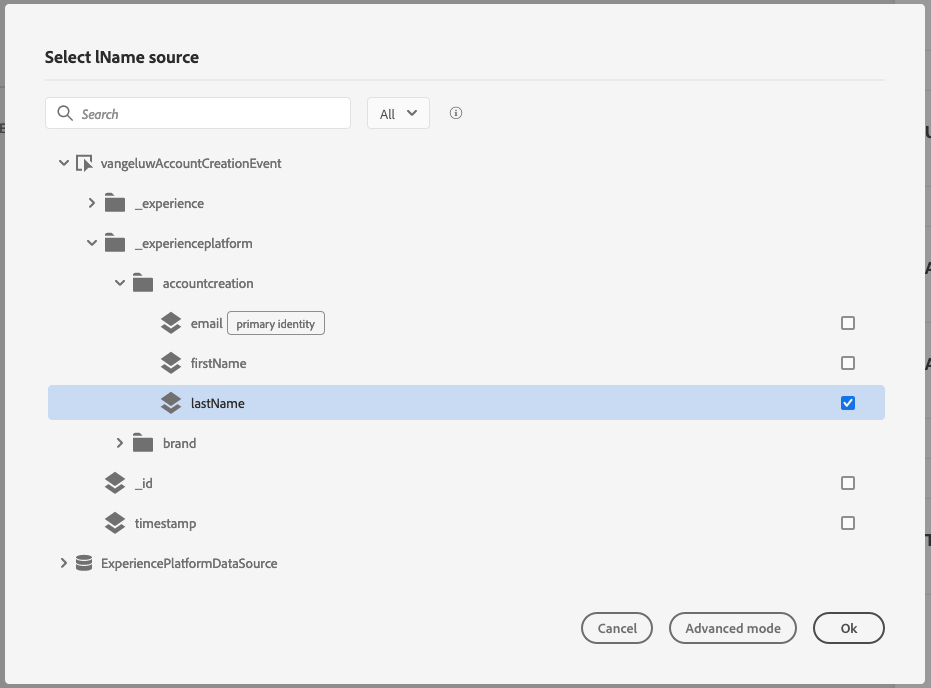 Select lName source
Search
All
vangeluwAccountCreationEvent
_experience
_experienceplatform
accountcreation
email primary identity
firstName
lastName
brand
_id
timestamp
ExperiencePlatformDataSource
Cancel Advanced mode Ok